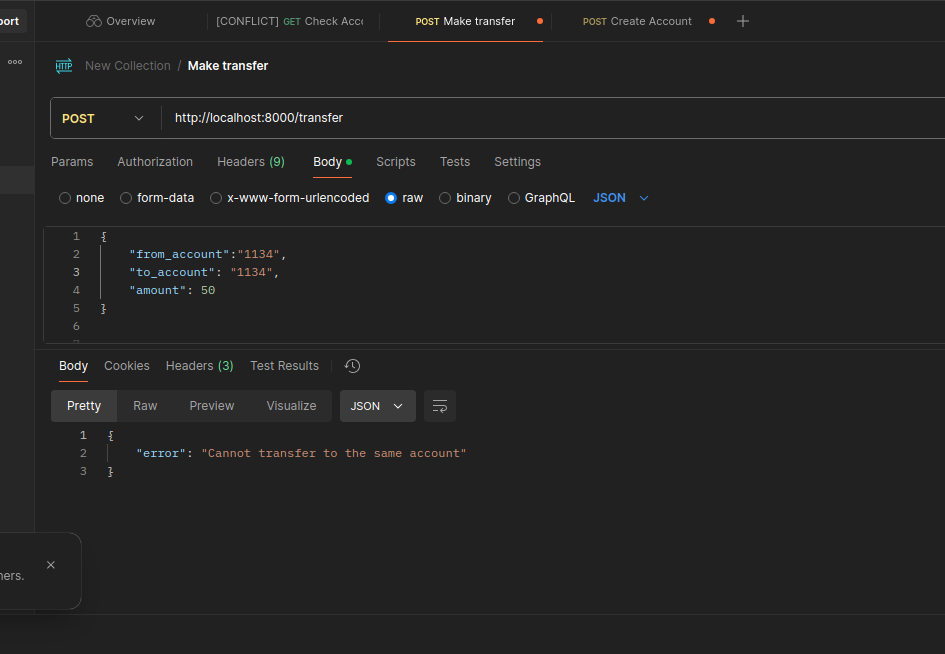 port
Overview
[CONFLICT] GET Check Acc
POST Make transfer
POST Create Account
HTTP
New Collection / Make transfer
POST
http://localhost:8000/transfer
Params
Authorization
Headers (9)
Body
Scripts
Tests
Settings
none
form-data
x-www-form-urlencoded
raw
binary
GraphQL
JSON
1 {
2 "from_account":"1134",
3 "to_account": "1134",
4 "amount": 50
5 }
6
Body
Cookies
Headers (3)
Test Results
Pretty
Raw
Preview
Visualize
JSON
1 {
2 "error": "Cannot transfer to the same account"
3 }
ners.